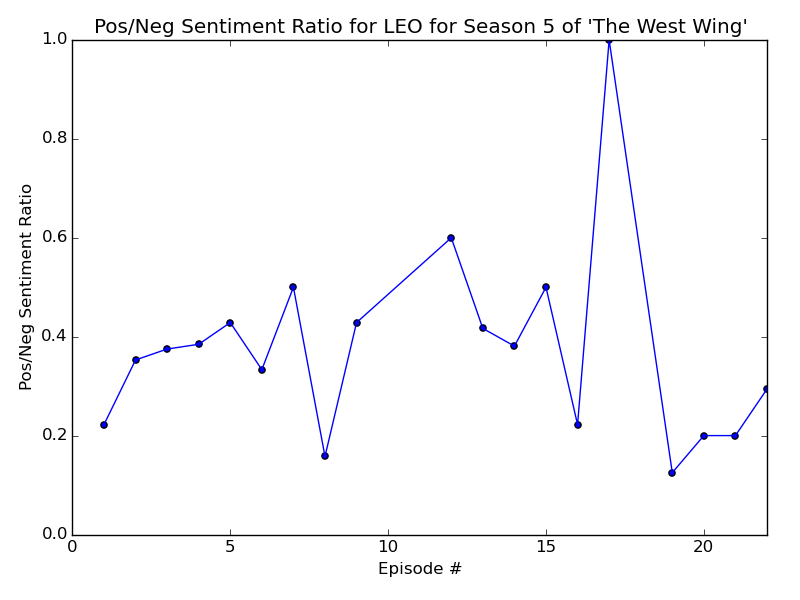 Pos/Neg Sentiment Ratio for LEO for Season 5 of 'The West Wing'
1.0
0.8
0.6
0.4
0.2
0.0
Pos/Neg Sentiment Ratio
0 5 10 15 20
Episode #